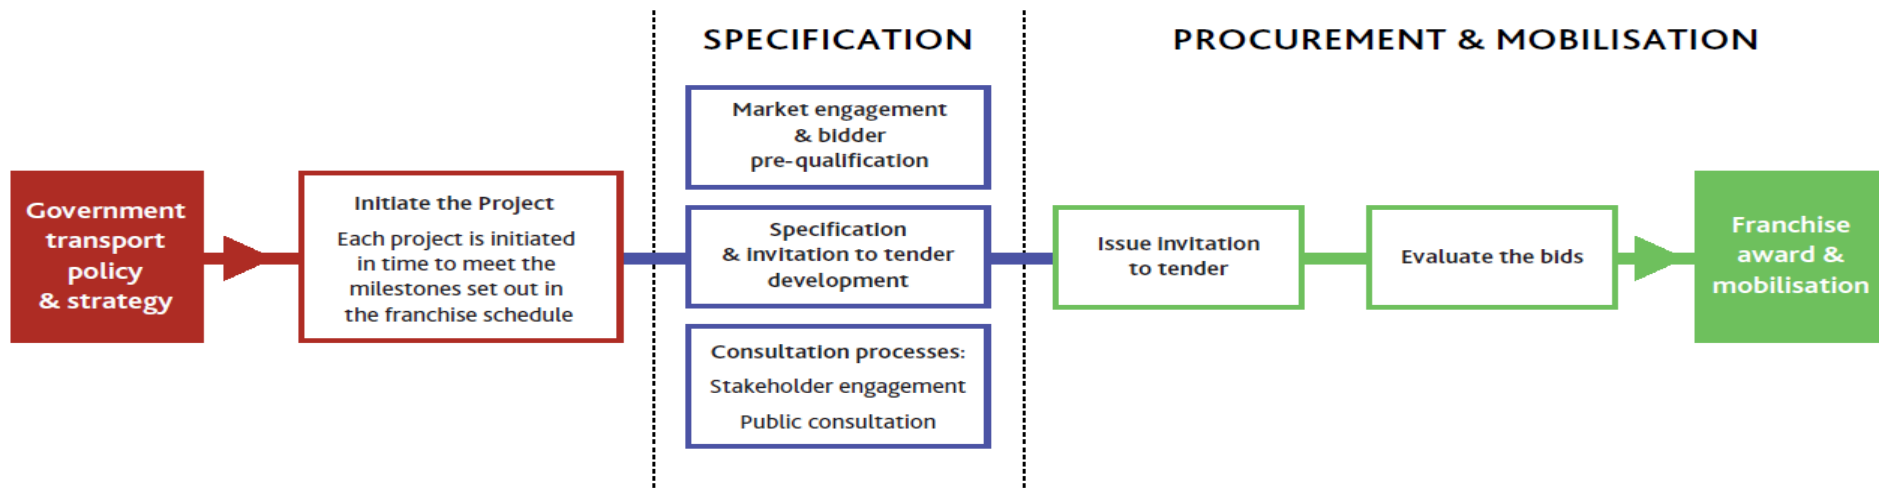 SPECIFICATION
PROCUREMENT & MOBILISATION
Government
transport
policy
& strategy
Initiate the Project
Each project is initiated
in time to meet the
milestones set out in
the franchise schedule
Market engagement
& bidder
pre-qualification
Specification
& invitation to tender
development
Consultation processes:
Stakeholder engagement
Public consultation
Issue invitation
to tender
Evaluate the bids
Franchise
award &
mobilisation